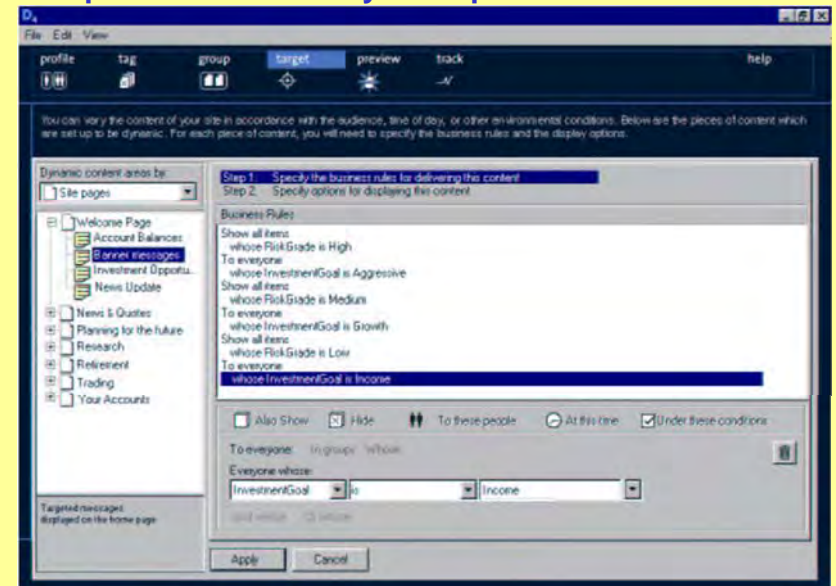 D4
File Edit View
profile tag group target preview track help
You can vary the content of your site in accordance with the audience, time of day, or other environmental conditions. Below are the pieces of content which
are set up to be dynamic. For each piece of content, you will need to specify the business rules and the display options.
Dynamic content areas by:
Site pages
Welcome Page
Account Balances
Banner messages
Investment Opportu...
News Update
News & Quotes
Planning for the future
Research
Retirement
Trading
Your Accounts
Targeted messages
displayed on the home page
Step 1: Specify the business rules for delivering this content
Step 2: Specify options for displaying this content
Business Rules
Show all items
whose RiskGrade is High
To everyone
whose InvestmentGoal is Aggressive
Show all items
whose RiskGrade is Medium
To everyone
whose InvestmentGoal is Growth
Show all items
whose RiskGrade is Low
To everyone
whose InvestmentGoal is Income
Also Show Hide To these people At this time Under these conditions
To everyone: In groups Whose
Everyone whose:
InvestmentGoal is Income
Apply Cancel